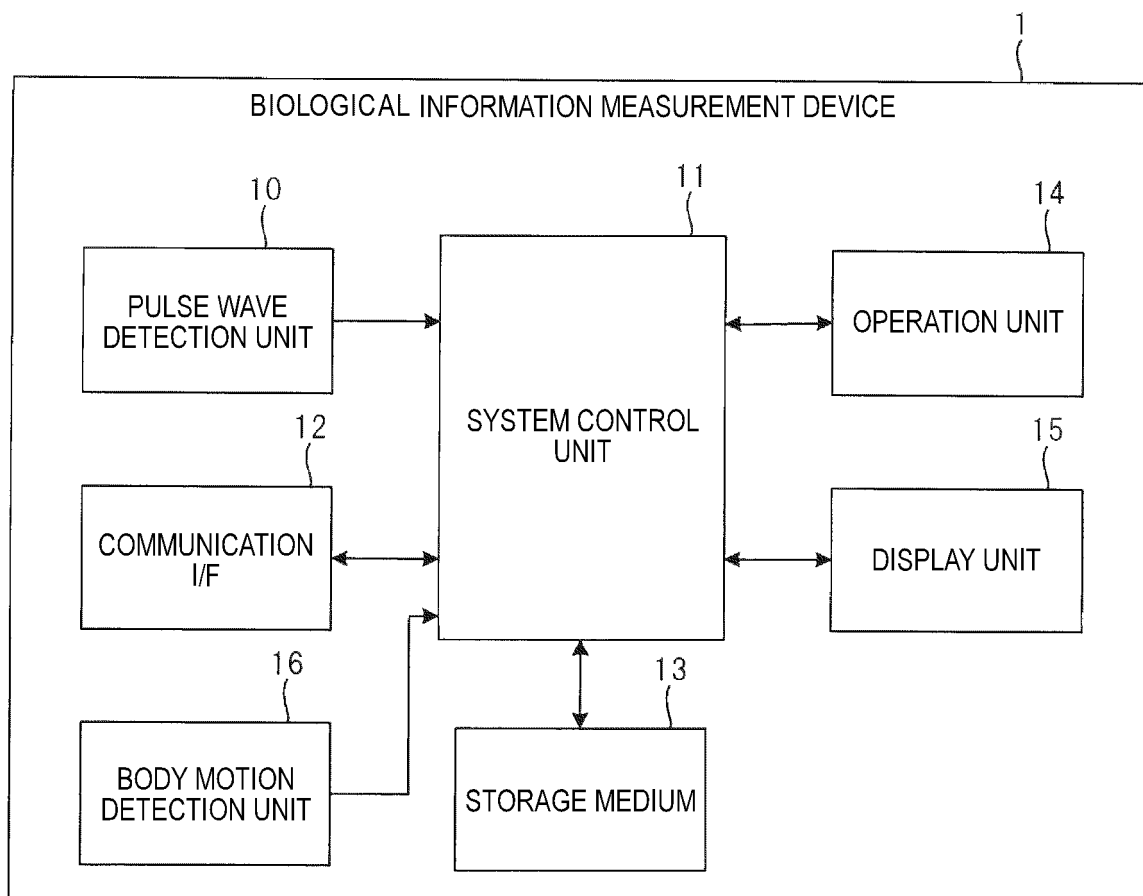 1
BIOLOGICAL INFORMATION MEASUREMENT DEVICE
10
PULSE WAVE
DETECTION UNIT
11
SYSTEM CONTROL
UNIT
14
OPERATION UNIT
12
COMMUNICATION
I/F
15
DISPLAY UNIT
16
BODY MOTION
DETECTION UNIT
13
STORAGE MEDIUM